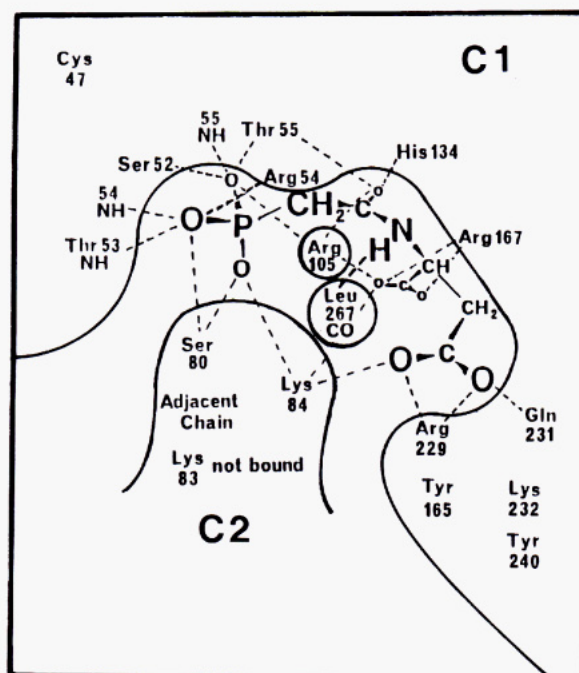 Cys
47
C1
55
NH
Thr 55
Ser 52
His 134
54
NH
Arg 54
O
O
P
CH2
C
O
N
H
Thr 53
NH
Arg
105
Arg 167
O
C
O
CH
O
Leu
267
CO
CH2
Ser
80
Lys
84
O
C
O
Gln
231
Adjacent
Chain
Arg
229
Lys
83
not bound
Tyr
165
Lys
232
C2
Tyr
240